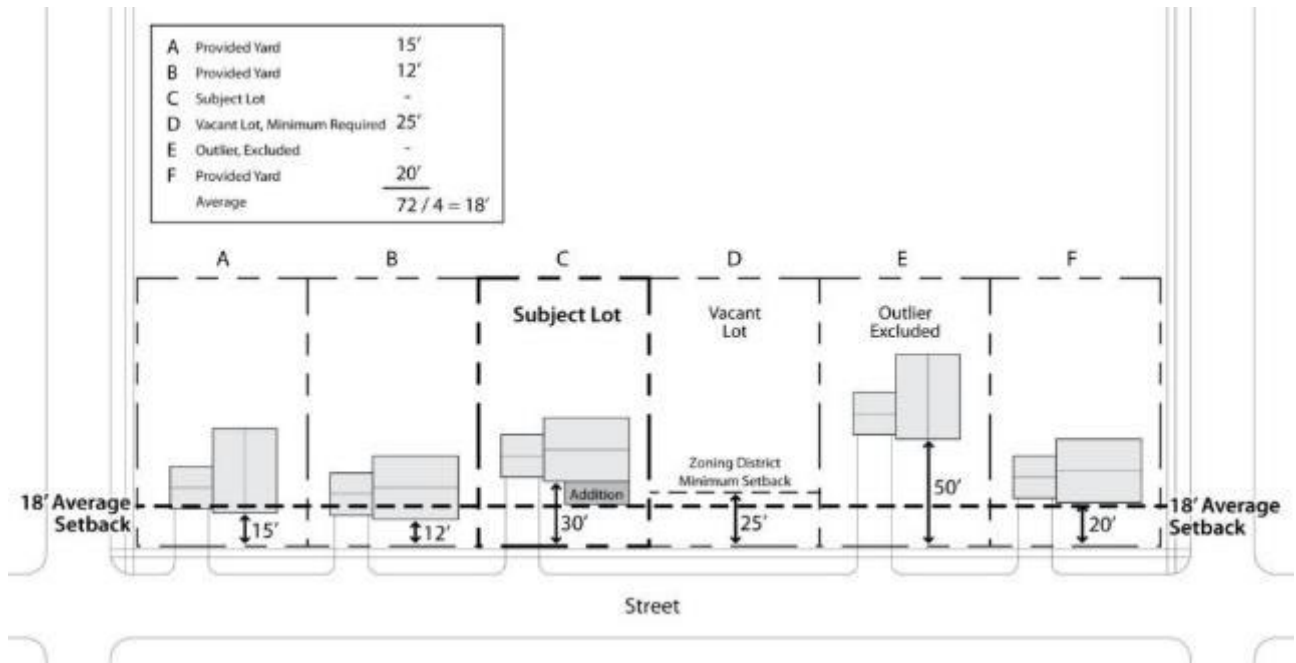 A Provided Yard 15'
B Provided Yard 12'
C Subject Lot -
D Vacant Lot, Minimum Required 25'
E Outlier, Excluded -
F Provided Yard 20'
Average 72 / 4 = 18'
A B C D E F
Subject Lot
Vacant
Lot
Outlier
Excluded
Zoning District
Minimum Setback
Addition
18' Average
Setback
15'
12'
30'
25'
50'
20'
18' Average
Setback
Street